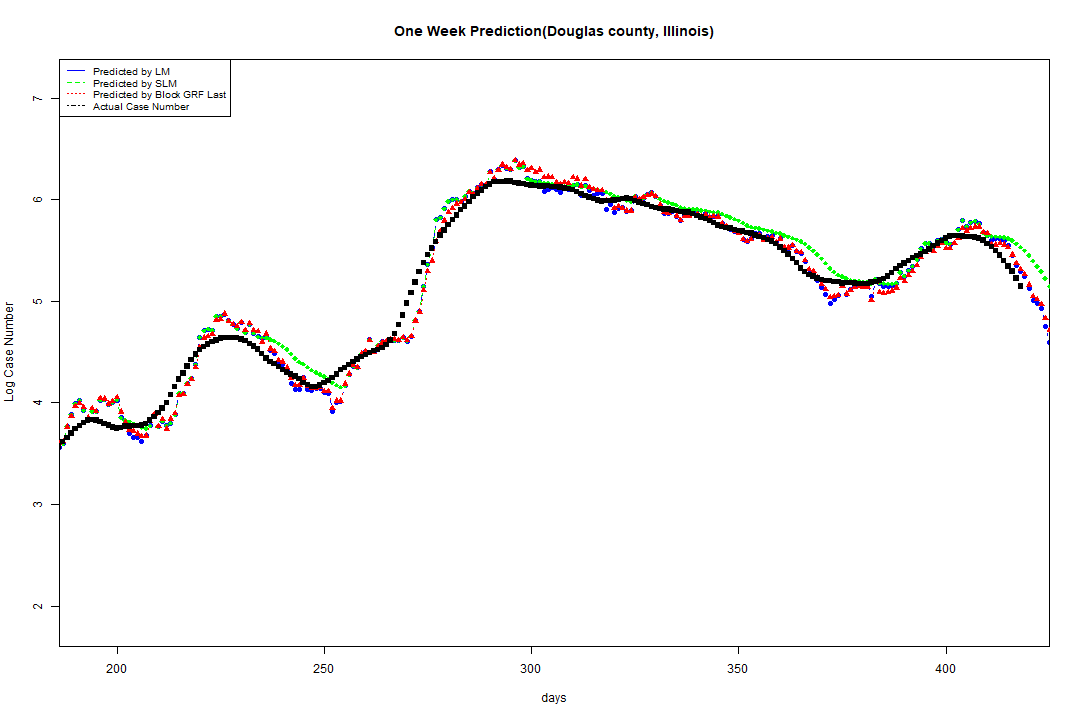 One Week Prediction(Douglas county, Illinois)
Predicted by LM
Predicted by SLM
Predicted by Block GRF Last
Actual Case Number
7
6
5
4
3
2
Log Case Number
200 250 300 350 400
days